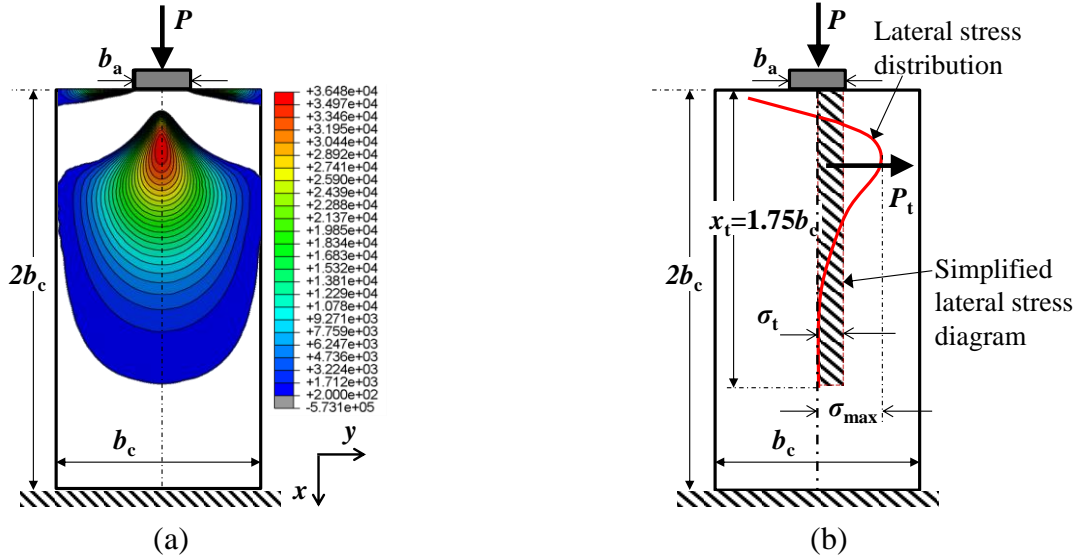 P
b_a
2b_c
b_c
y
x
+3.648e+04
+3.497e+04
+3.346e+04
+3.195e+04
+3.044e+04
+2.892e+04
+2.741e+04
+2.590e+04
+2.439e+04
+2.288e+04
+2.137e+04
+1.985e+04
+1.834e+04
+1.683e+04
+1.532e+04
+1.381e+04
+1.229e+04
+1.078e+04
+9.271e+03
+7.759e+03
+6.247e+03
+4.736e+03
+3.224e+03
+1.712e+03
+2.000e+02
-5.731e+05
(a)
P
b_a
Lateral stress
distribution
P_t
x_t=1.75b_c
2b_c
Simplified
lateral stress
diagram
σ_t
σ_max
b_c
(b)